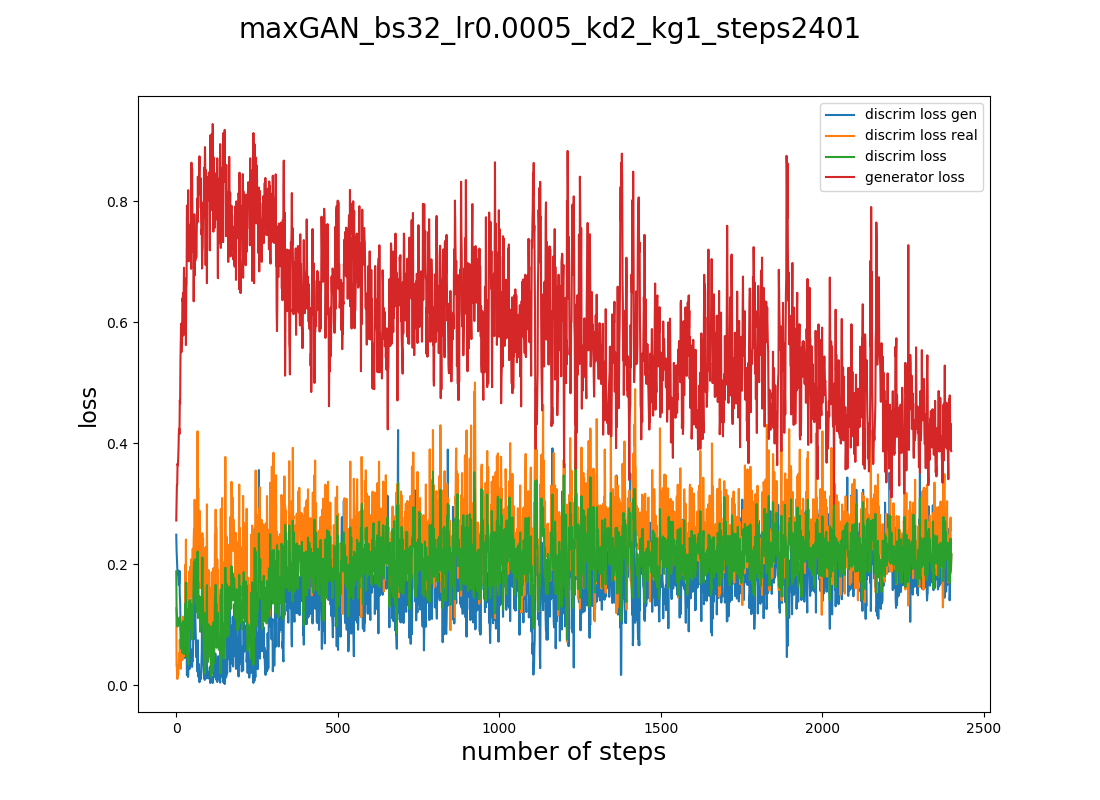 maxGAN_bs32_lr0.0005_kd2_kg1_steps2401
discrim loss gen
discrim loss real
discrim loss
generator loss
0.8
0.6
0.4
0.2
0.0
loss
0 500 1000 1500 2000 2500
number of steps